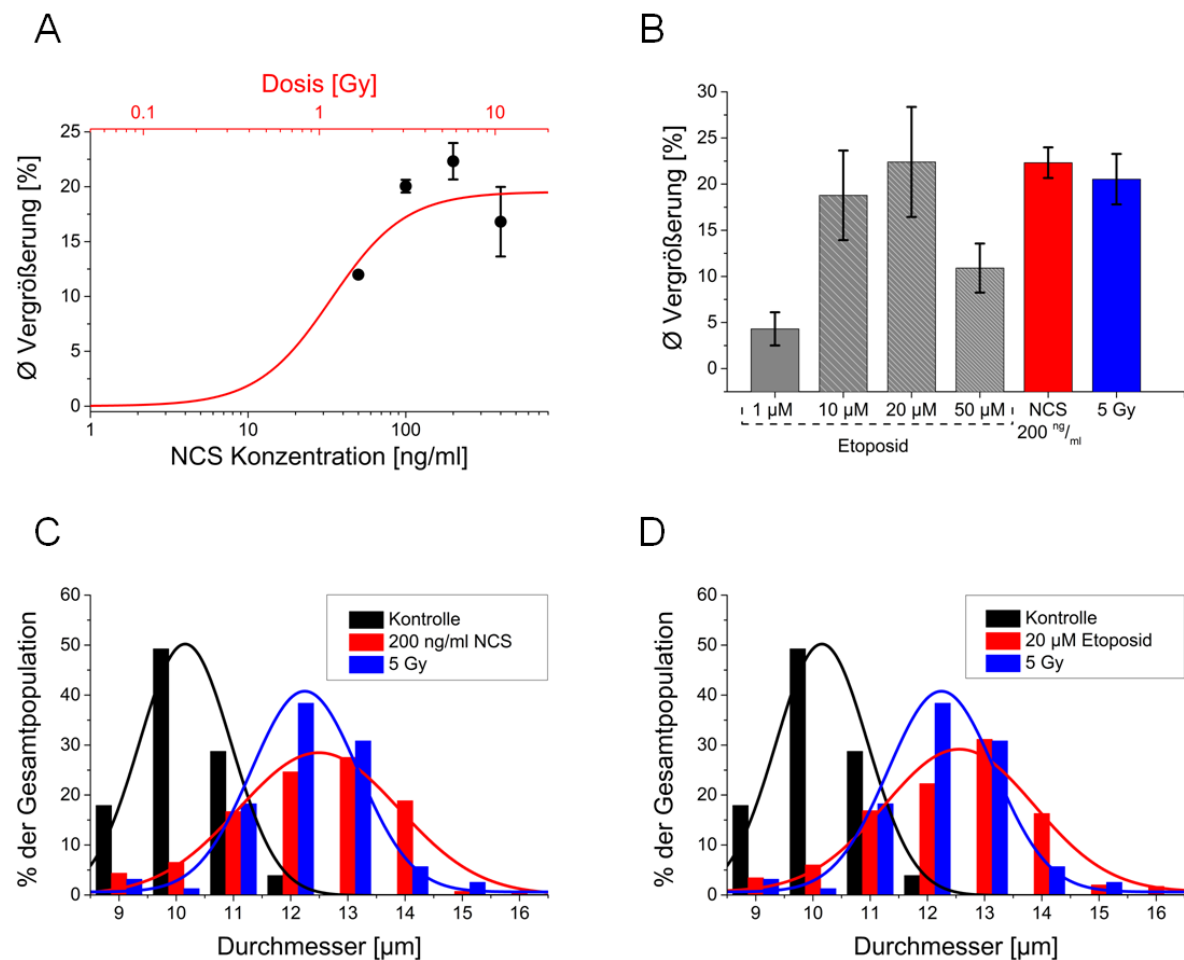 A
Dosis [Gy]
0.1 1 10
25
20
15
10
5
0
Ø Vergrößerung [%]
1 10 100
NCS Konzentration [ng/ml]
B
30
25
20
15
10
5
0
Ø Vergrößerung [%]
1 µM 10 µM 20 µM 50 µM NCS 5 Gy
200 ng/ml
Etoposid
C
60
50
40
30
20
10
0
% der Gesamtpopulation
Kontrolle
200 ng/ml NCS
5 Gy
9 10 11 12 13 14 15 16
Durchmesser [µm]
D
60
50
40
30
20
10
0
% der Gesamtpopulation
Kontrolle
20 µM Etoposid
5 Gy
9 10 11 12 13 14 15 16
Durchmesser [µm]